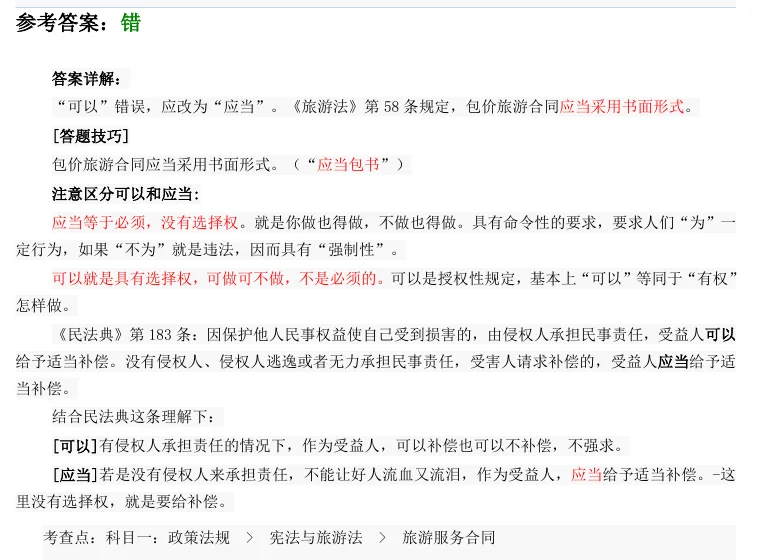 参考答案：错
答案详解：
“可以”错误，应改为“应当”。《旅游法》第 58 条规定，包价旅游合同应当采用书面形式。
[答题技巧]
包价旅游合同应当采用书面形式。（“应当包书”）
注意区分可以和应当：
应当等于必须，没有选择权。就是你做也得做，不做也得做。具有命令性的要求，要求人们“为”一
定行为，如果“不为”就是违法，因而具有“强制性”。
可以就是具有选择权，可做可不做，不是必须的。可以是授权性规定，基本上“可以”等同于“有权”
怎样做。
《民法典》第 183 条：因保护他人民事权益使自己受到损害的，由侵权人承担民事责任，受益人可以
给予适当补偿。没有侵权人、侵权人逃逸或者无力承担民事责任，受害人请求补偿的，受益人应当给予适
当补偿。
结合民法典这条理解下：
[可以]有侵权人承担责任的情况下，作为受益人，可以补偿也可以不补偿，不强求。
[应当]若是没有侵权人来承担责任，不能让好人流血又流泪，作为受益人，应当给予适当补偿。-这
里没有选择权，就是要给补偿。
考查点：科目一：政策法规 > 宪法与旅游法 > 旅游服务合同